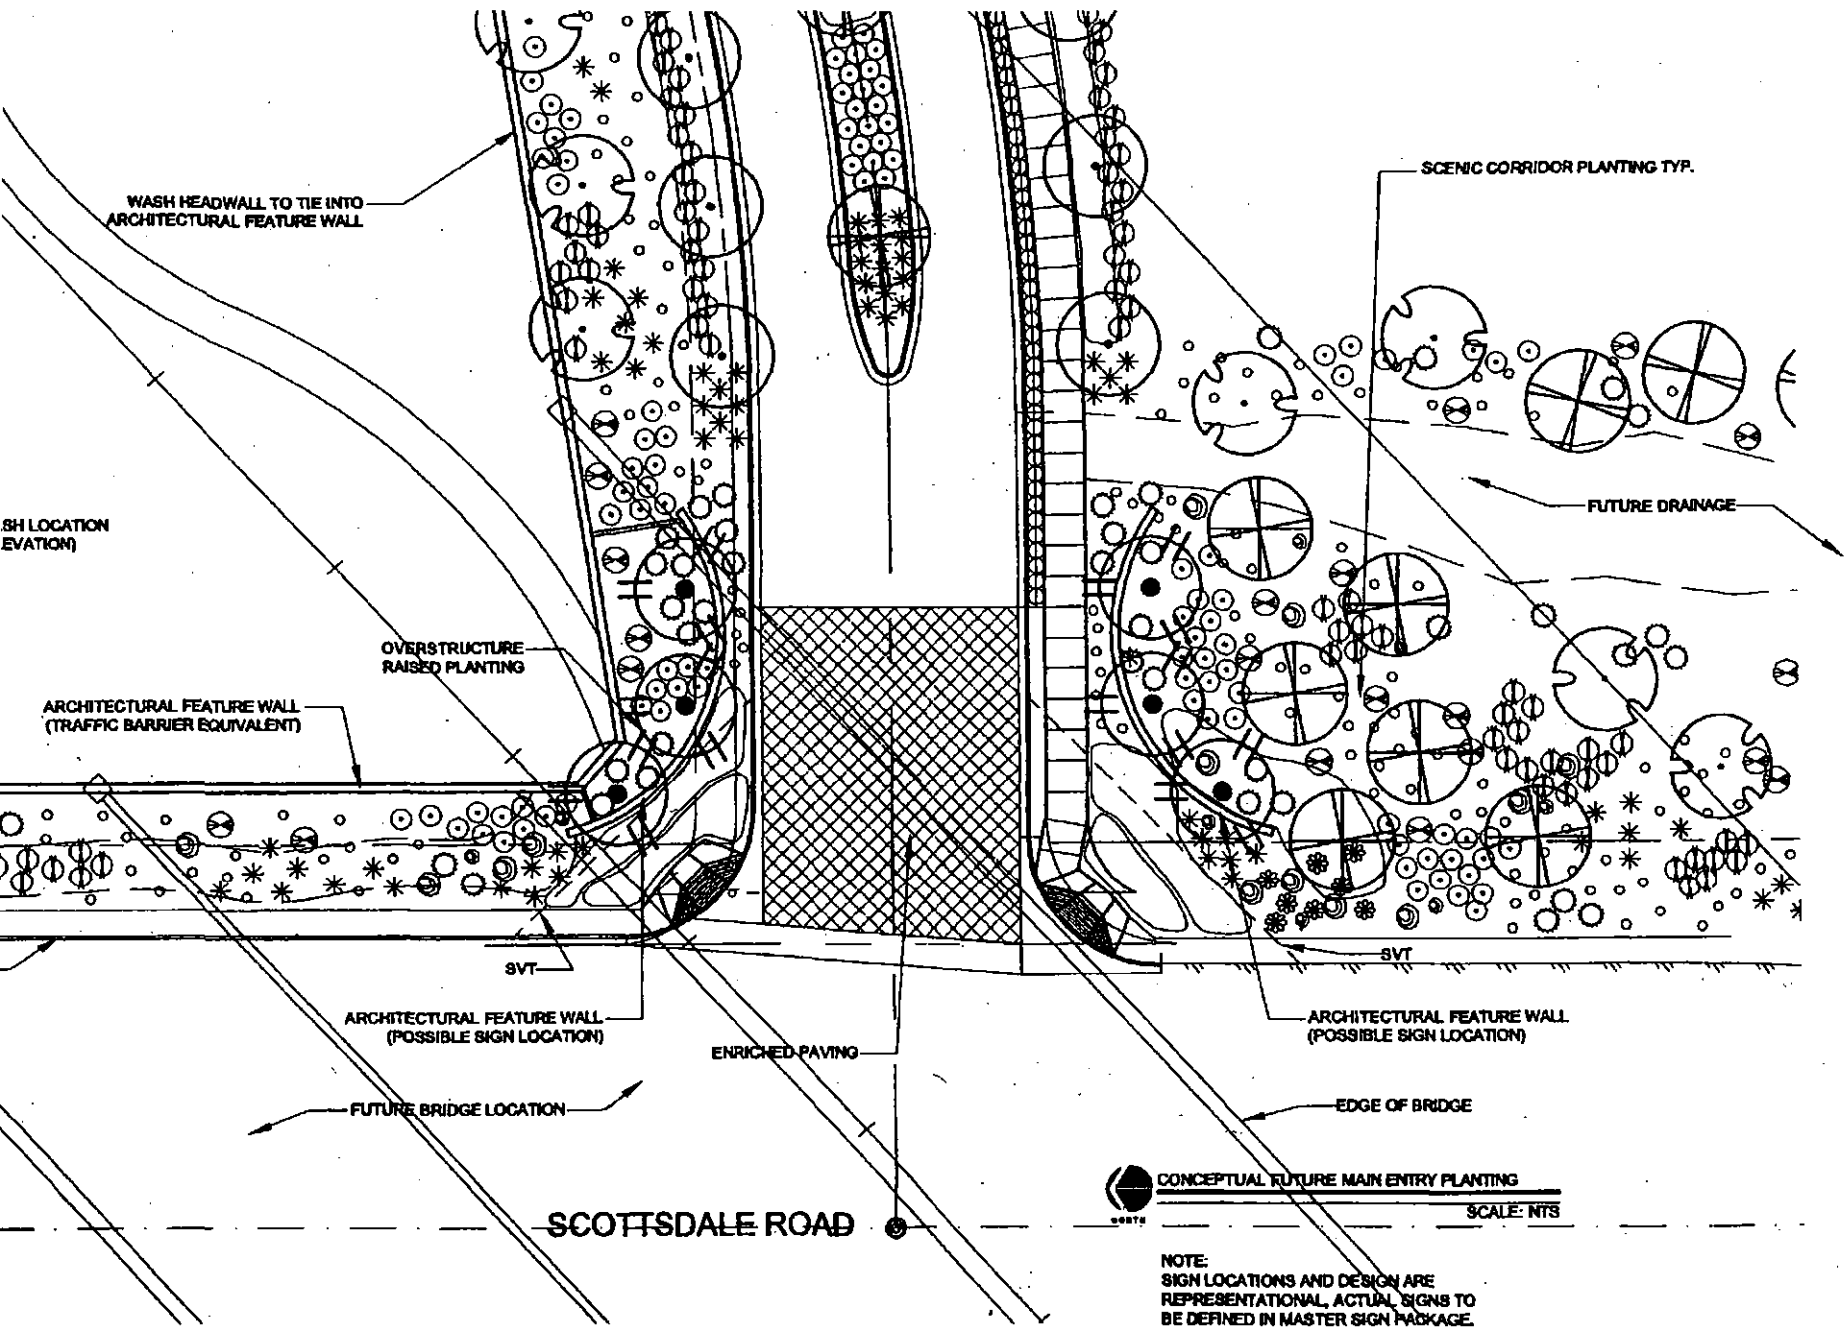 WASH HEADWALL TO TIE INTO
ARCHITECTURAL FEATURE WALL
SCENIC CORRIDOR PLANTING TYP.
FUTURE DRAINAGE
SH LOCATION
EVATION)
OVERSTRUCTURE
RAISED PLANTING
ARCHITECTURAL FEATURE WALL
(TRAFFIC BARRIER EQUIVALENT)
SVT
SVT
ARCHITECTURAL FEATURE WALL
(POSSIBLE SIGN LOCATION)
ARCHITECTURAL FEATURE WALL
(POSSIBLE SIGN LOCATION)
ENRICHED PAVING
FUTURE BRIDGE LOCATION
EDGE OF BRIDGE
CONCEPTUAL FUTURE MAIN ENTRY PLANTING
SCALE: NTS
NORTH
SCOTTSDALE ROAD
NOTE:
SIGN LOCATIONS AND DESIGN ARE
REPRESENTATIONAL, ACTUAL SIGNS TO
BE DEFINED IN MASTER SIGN PACKAGE.